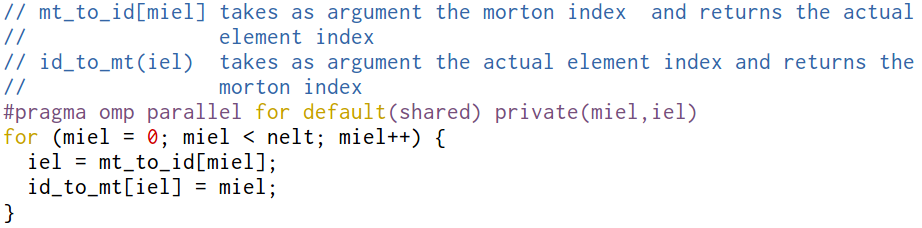 // mt_to_id[miel] takes as argument the morton index  and returns the actual
//                element index
// id_to_mt(iel)  takes as argument the actual element index and returns the
//                morton index
#pragma omp parallel for default(shared) private(miel,iel)
for (miel = 0; miel < nelt; miel++) {
  iel = mt_to_id[miel];
  id_to_mt[iel] = miel;
}